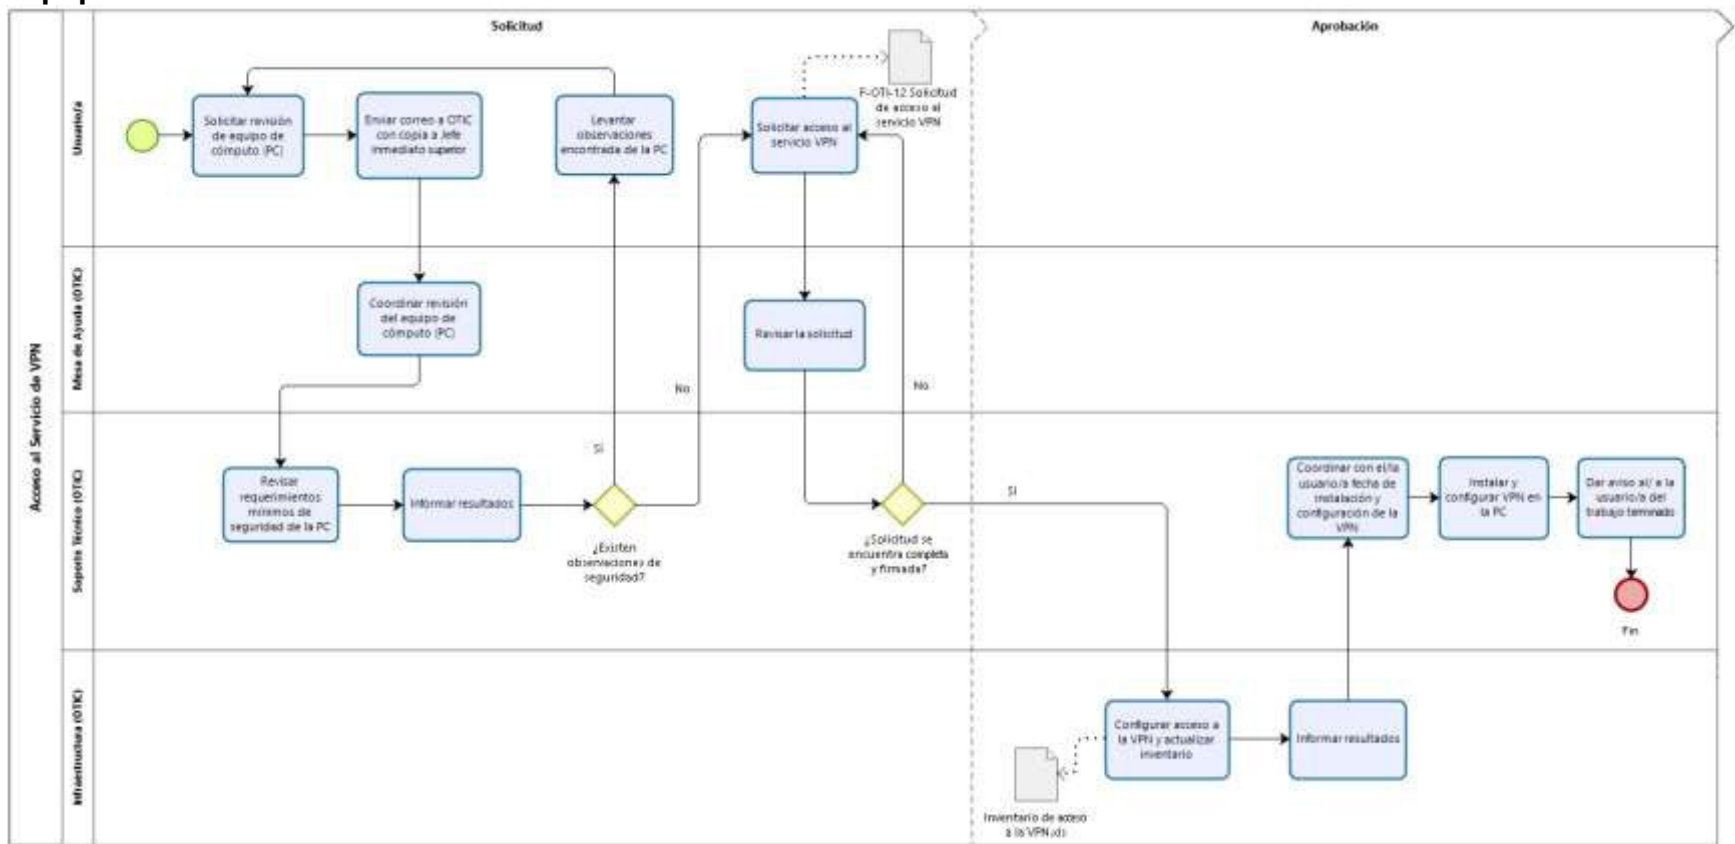 Solicitud
Aprobación
Acceso al Servicio de VPN
Usuario/a
Solicitar revisión
de equipo de
cómputo (PC)
Enviar correo a OTIC
con copia a Jefe
inmediato superior
Levantar
observaciones
encontrada de la PC
Solicitar acceso al
servicio VPN
F-OTI-12 Solicitud
de acceso al
servicio VPN
Mesa de Ayuda (OTIC)
Coordinar revisión
del equipo de
cómputo (PC)
Revisar la solicitud
No
No
Soporte Técnico (OTIC)
Revisar
requerimientos
mínimos de
seguridad de la PC
Informar resultados
Si
¿Existen
observaciones de
seguridad?
¿Solicitud se
encuentra completa
y firmada?
Si
Coordinar con el/la
usuario/a fecha de
instalación y
configuración de la
VPN
Instalar y
configurar VPN en
la PC
Dar aviso al/ a la
usuario/a del
trabajo terminado
Fin
Infraestructura (OTIC)
Configurar acceso a
la VPN y actualizar
inventario
Informar resultados
Inventario de acceso
a la VPN.ods